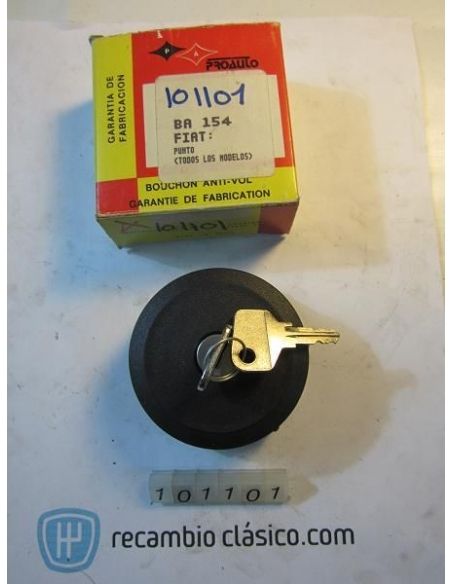 GARANTIA DE
FABRICACION
P A
PROAUTO
101101
BA 154
FIAT:
PUNTO
(TODOS LOS MODELOS)
BOUCHON ANTI-VOL
GARANTIE DE FABRICATION
101101
101101
recambio clásico.com